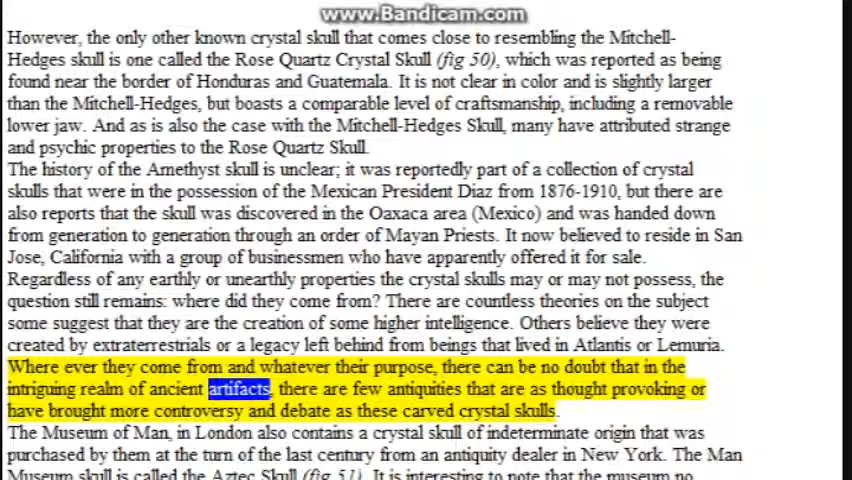 www.Bandicam.com
However, the only other known crystal skull that comes close to resembling the Mitchell-
Hedges skull is one called the Rose Quartz Crystal Skull (fig 50), which was reported as being
found near the border of Honduras and Guatemala. It is not clear in color and is slightly larger
than the Mitchell-Hedges, but boasts a comparable level of craftsmanship, including a removable
lower jaw. And as is also the case with the Mitchell-Hedges Skull, many have attributed strange
and psychic properties to the Rose Quartz Skull.
The history of the Amethyst skull is unclear; it was reportedly part of a collection of crystal
skulls that were in the possession of the Mexican President Diaz from 1876-1910, but there are
also reports that the skull was discovered in the Oaxaca area (Mexico) and was handed down
from generation to generation through an order of Mayan Priests. It now believed to reside in San
Jose, California with a group of businessmen who have apparently offered it for sale.
Regardless of any earthly or unearthly properties the crystal skulls may or may not possess, the
question still remains: where did they come from? There are countless theories on the subject
some suggest that they are the creation of some higher intelligence. Others believe they were
created by extraterrestrials or a legacy left behind from beings that lived in Atlantis or Lemuria.
Where ever they come from and whatever their purpose, there can be no doubt that in the
intriguing realm of ancient artifacts, there are few antiquities that are as thought provoking or
have brought more controversy and debate as these carved crystal skulls.
The Museum of Man, in London also contains a crystal skull of indeterminate origin that was
purchased by them at the turn of the last century from an antiquity dealer in New York. The Man
Museum skull is called the Aztec Skull (fig 51). It is interesting to note that the museum no